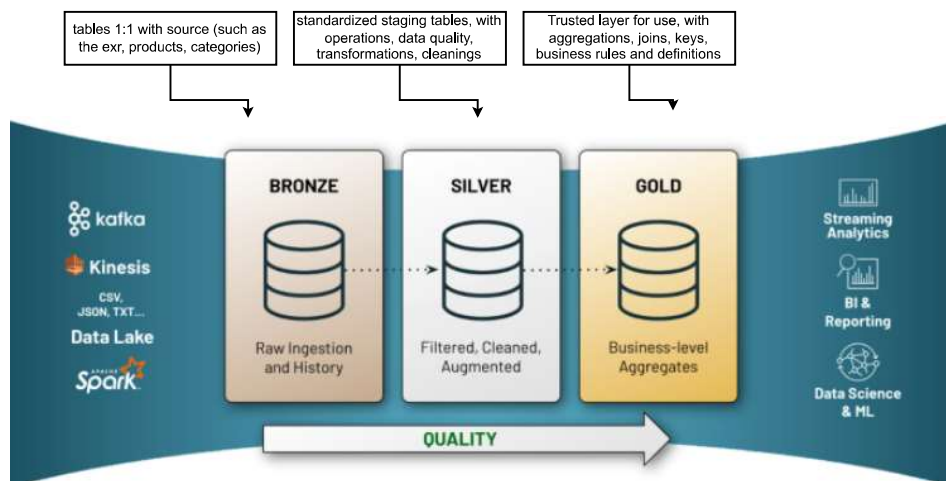 tables 1:1 with source (such as
the exr, products, categories)
standardized staging tables, with
operations, data quality,
transformations, cleanings
Trusted layer for use, with
aggregations, joins, keys,
business rules and definitions
kafka
Kinesis
CSV,
JSON, TXT...
Data Lake
APACHE
Spark
BRONZE
Raw Ingestion
and History
SILVER
Filtered, Cleaned,
Augmented
GOLD
Business-level
Aggregates
QUALITY
Streaming
Analytics
BI &
Reporting
Data Science
& ML